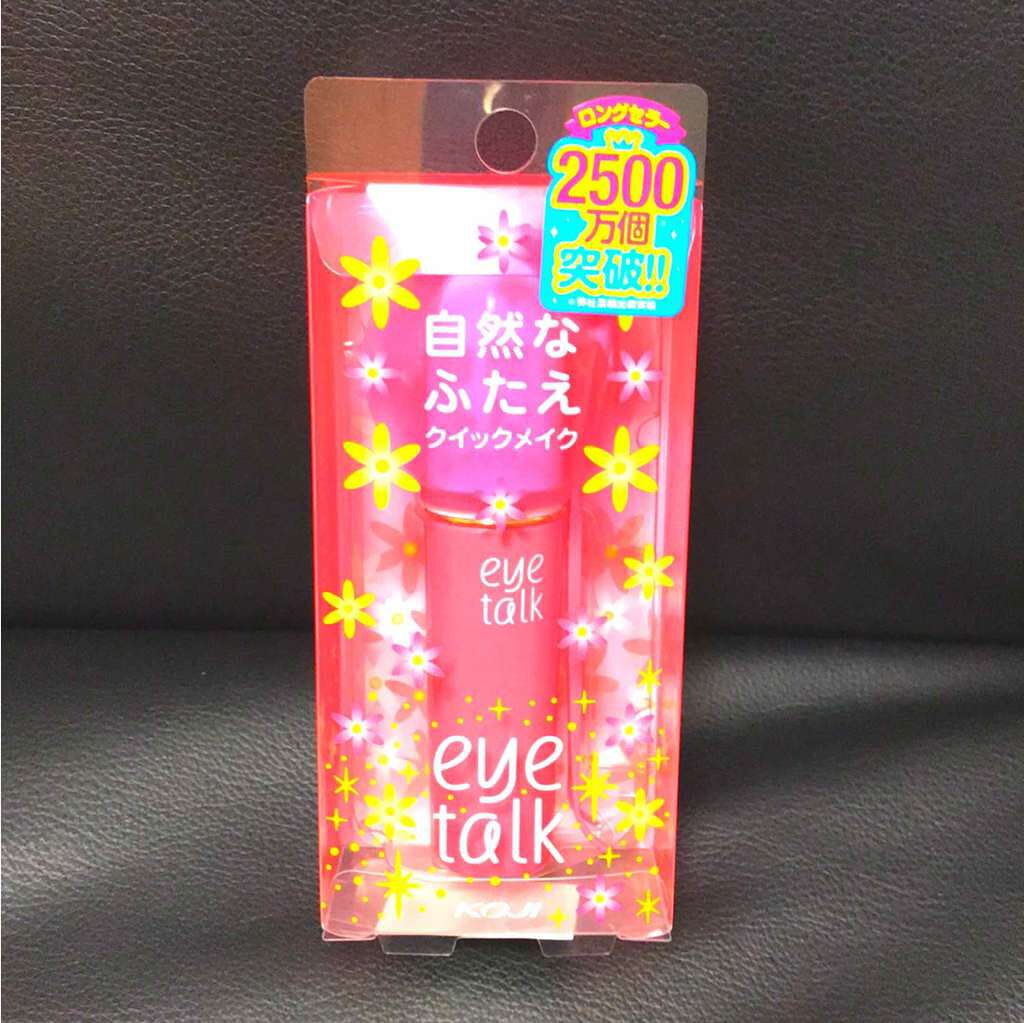 ロングセラー
2500
万個
突破!!
自然な
ふたえ
クイックメイク
eye
talk
eye
talk
KOJI